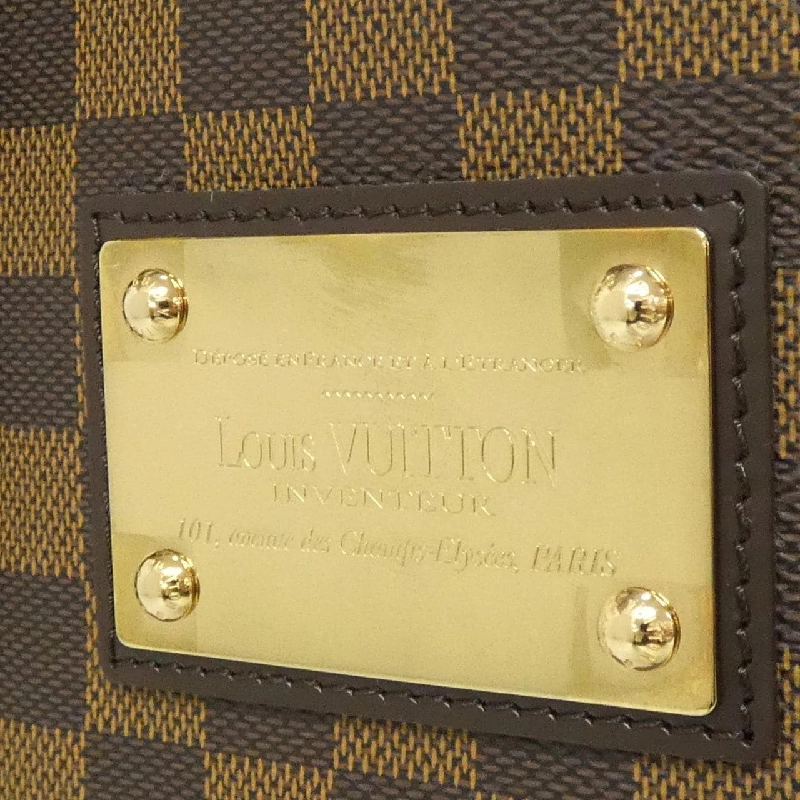 DÉPOSÉ EN FRANCE ET À L'ÉTRANGER
LOUIS VUITTON
INVENTEUR
101, avenue des Champs-Elysées, PARIS